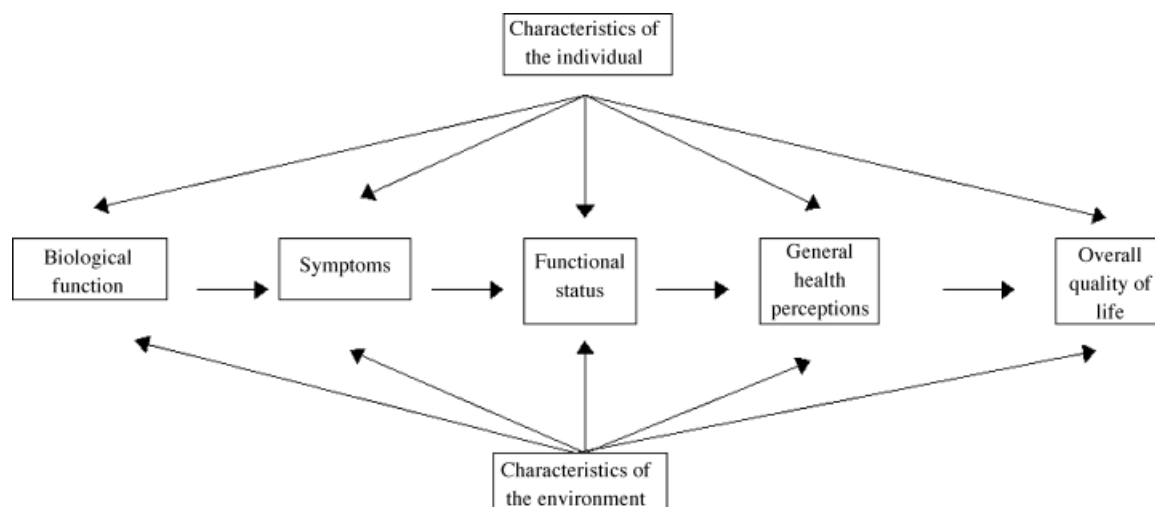 Characteristics of
the individual
Biological
function
Symptoms
Functional
status
General
health
perceptions
Overall
quality of
life
Characteristics of
the environment